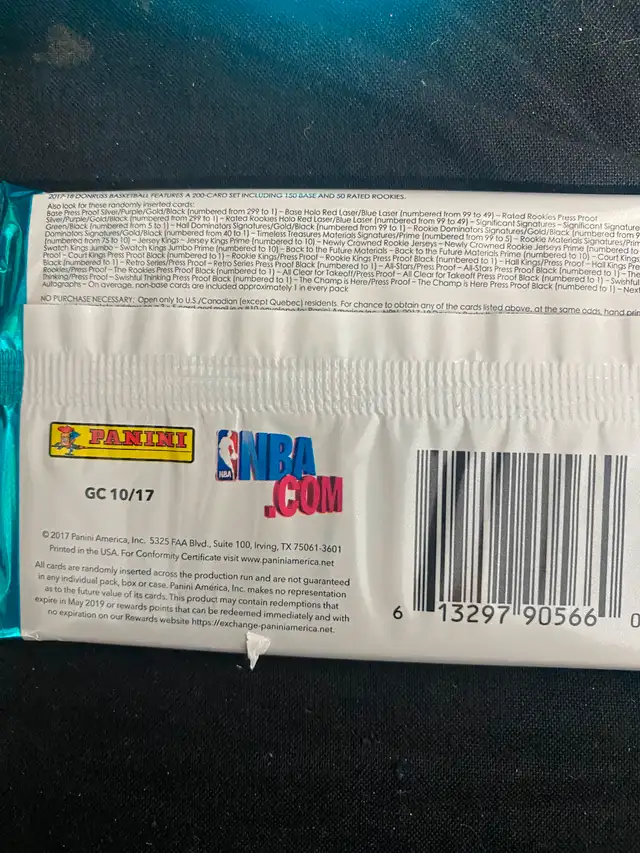 2017-18 DONRUSS BASKETBALL FEATURES A 200-CARD SET INCLUDING 150 BASE AND 50 RATED ROOKIES.
Also look for these randomly inserted cards:
Base Press Proof Silver/Purple/Gold/Black (numbered from 299 to 1) – Base Holo Red Laser/Blue Laser (numbered from 99 to 49) – Rated Rookies Press Proof
Silver/Purple/Gold/Black (numbered from 299 to 1) – Rated Rookies Holo Red Laser/Blue Laser (numbered from 99 to 49) – Significant Signatures – Significant Signature
Green/Black (numbered from 5 to 1) – Hall Dominators Signatures/Gold/Black (numbered from 99 to 1) – Rookie Dominators Signatures/Gold/Black (numbered from
Dominators Signatures/Gold/Black (numbered from 40 to 1) – Timeless Treasures Materials Signatures/Prime (numbered from 99 to 5) – Rookie Materials Signatures/Prim
(numbered from 75 to 10) – Jersey Kings – Jersey Kings Prime (numbered to 10) – Newly Crowned Rookie Jerseys – Newly Crowned Rookie Jerseys Prime (numbered to
Swatch Kings Jumbo – Swatch Kings Jumbo Prime (numbered to 10) – Back to the Future Materials – Back to the Future Materials Prime (numbered to 10) – Court Kings
Proof – Court Kings Press Proof Black (numbered to 1) – Rookie Kings/Press Proof – Rookie Kings Press Proof Black (numbered to 1) – Hall Kings/Press Proof – Hall Kings Pre
Black (numbered to 1) – Retro Series/Press Proof – Retro Series Press Proof Black (numbered to 1) – All-Stars/Press Proof – All-Stars Press Proof Black (numbered to 1) – The
Rookies/Press Proof – The Rookies Press Proof Black (numbered to 1) – All Clear for Takeoff/Press Proof – All Clear for Takeoff Press Proof Black (numbered to 1) – Swishful
Thinking/Press Proof – Swishful Thinking Press Proof Black (numbered to 1) – The Champ is Here/Press Proof – The Champ is Here Press Proof Black (numbered to 1) – Next
Autographs – On average, non-base cards are included approximately 1 in every pack
NO PURCHASE NECESSARY: Open only to U.S./Canadian (except Quebec) residents. For chance to obtain any of the cards listed above, at the same odds, hand prin
PANINI
NBA
NBA
.COM
GC 10/17
© 2017 Panini America, Inc. 5325 FAA Blvd., Suite 100, Irving, TX 75061-3601
Printed in the USA. For Conformity Certificate visit www.paniniamerica.net
All cards are randomly inserted across the production run and are not guaranteed
in any individual pack, box or case. Panini America, Inc. makes no representation
as to the future value of its cards. This product may contain redemptions that
expire in May 2019 or rewards points that can be redeemed immediately and with
no expiration on our Rewards website https://exchange-paniniamerica.net.
6 13297 90566 0